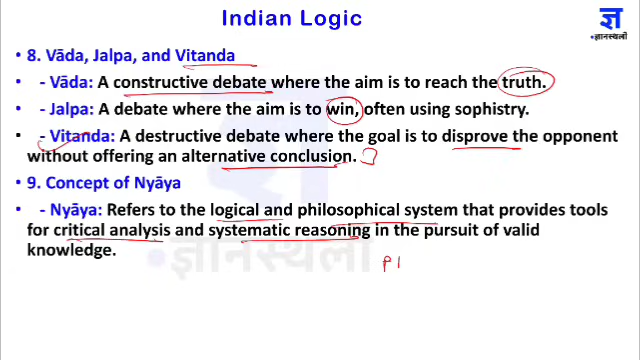 Indian Logic
ज्ञ
ज्ञानस्थली
• 8. Vāda, Jalpa, and Vitanda
• - Vāda: A constructive debate where the aim is to reach the truth.
• - Jalpa: A debate where the aim is to win, often using sophistry.
• - Vitanda: A destructive debate where the goal is to disprove the opponent
without offering an alternative conclusion.
• 9. Concept of Nyāya
• - Nyāya: Refers to the logical and philosophical system that provides tools
for critical analysis and systematic reasoning in the pursuit of valid
knowledge.
ज्ञानस्थली